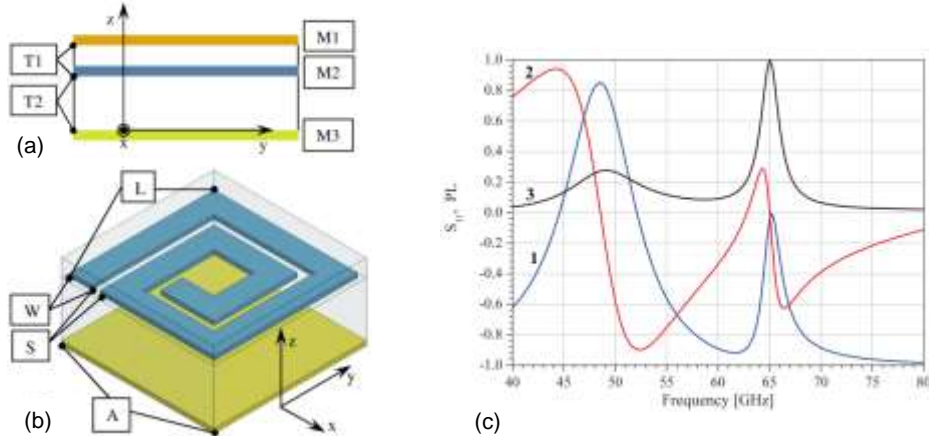 z
M1
T1
M2
T2
M3
x
y
(a)
L
W
S
A
z
y
x
(b)
1.0
0.8
0.6
0.4
0.2
0.0
-0.2
-0.4
-0.6
-0.8
-1.0
S11, PL
2
3
1
40 45 50 55 60 65 70 75 80
Frequency [GHz]
(c)